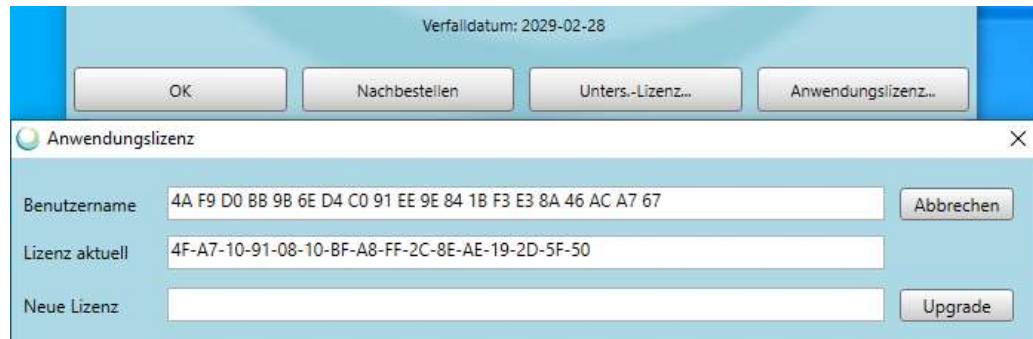 Verfalldatum: 2029-02-28
OK Nachbestellen Unters.-Lizenz... Anwendungslizenz...
Anwendungslizenz
Benutzername 4A F9 D0 BB 9B 6E D4 C0 91 EE 9E 84 1B F3 E3 8A 46 AC A7 67 Abbrechen
Lizenz aktuell 4F-A7-10-91-08-10-BF-A8-FF-2C-8E-AE-19-2D-5F-50
Neue Lizenz Upgrade